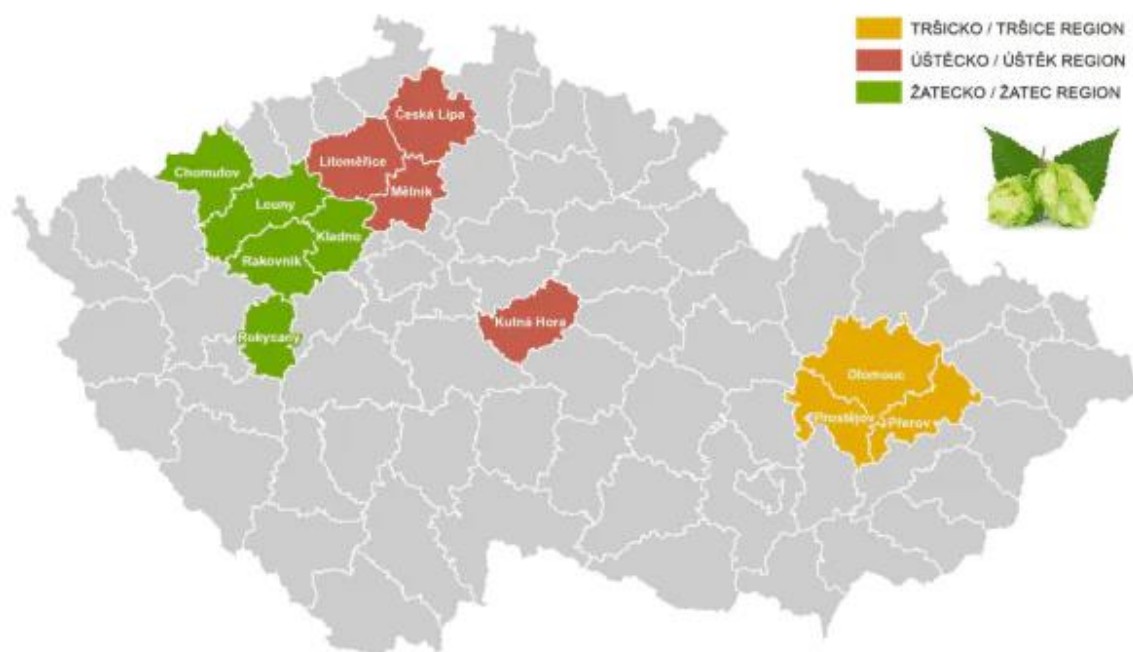 TRŠICKO / TRŠICE REGION
ÚŠTĚCKO / ÚŠTĚK REGION
ŽATECKO / ŽATEC REGION
Česká Lípa
Litoměřice
Chomutov
Mělník
Louny
Kladno
Rakovník
Kutná Hora
Rokycany
Olomouc
Prostějov
Přerov